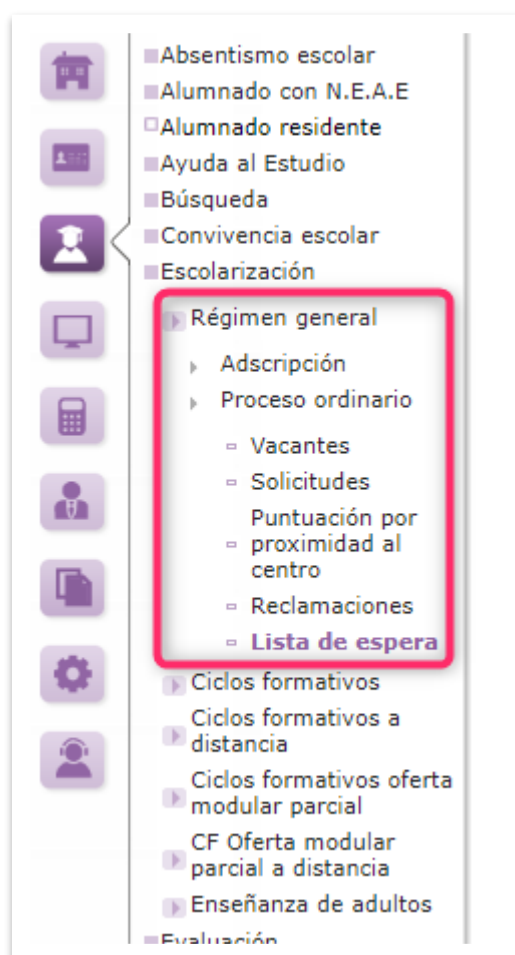 Absentismo escolar
Alumnado con N.E.A.E
Alumnado residente
Ayuda al Estudio
Búsqueda
Convivencia escolar
Escolarización
Régimen general
Adscripción
Proceso ordinario
Vacantes
Solicitudes
Puntuación por
proximidad al
centro
Reclamaciones
Lista de espera
Ciclos formativos
Ciclos formativos a
distancia
Ciclos formativos oferta
modular parcial
CF Oferta modular
parcial a distancia
Enseñanza de adultos
Evaluación